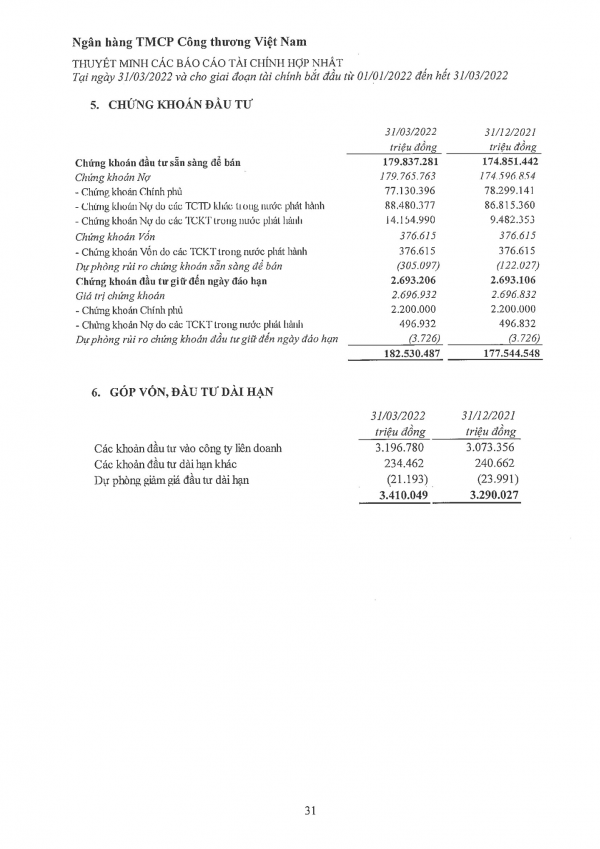 Ngân hàng TMCP Công thương Việt Nam
THUYẾT MINH CÁC BÁO CÁO TÀI CHÍNH HỢP NHẤT
Tại ngày 31/03/2022 và cho giai đoạn tài chính bắt đầu từ 01/01/2022 đến hết 31/03/2022
5. CHỨNG KHOÁN ĐẦU TƯ
31/03/2022 31/12/2021
triệu đồng triệu đồng
Chứng khoán đầu tư sẵn sàng để bán 179.837.281 174.851.442
Chứng khoán Nợ 179.765.763 174.596.854
- Chứng khoán Chính phủ 77.130.396 78.299.141
- Chứng khoán Nợ do các TCTD khác trong nước phát hành 88.480.377 86.815.360
- Chứng khoán Nợ do các TCKT trong nước phát hành 14.154.990 9.482.353
Chứng khoán Vốn 376.615 376.615
- Chứng khoán Vốn do các TCKT trong nước phát hành 376.615 376.615
Dự phòng rủi ro chứng khoán sẵn sàng để bán (305.097) (122.027)
Chứng khoán đầu tư giữ đến ngày đáo hạn 2.693.206 2.693.106
Giá trị chứng khoán 2.696.932 2.696.832
- Chứng khoán Chính phủ 2.200.000 2.200.000
- Chứng khoán Nợ do các TCKT trong nước phát hành 496.932 496.832
Dự phòng rủi ro chứng khoán đầu tư giữ đến ngày đáo hạn (3.726) (3.726)
182.530.487 177.544.548
6. GÓP VỐN, ĐẦU TƯ DÀI HẠN
31/03/2022 31/12/2021
triệu đồng triệu đồng
Các khoản đầu tư vào công ty liên doanh 3.196.780 3.073.356
Các khoản đầu tư dài hạn khác 234.462 240.662
Dự phòng giảm giá đầu tư dài hạn (21.193) (23.991)
3.410.049 3.290.027
31